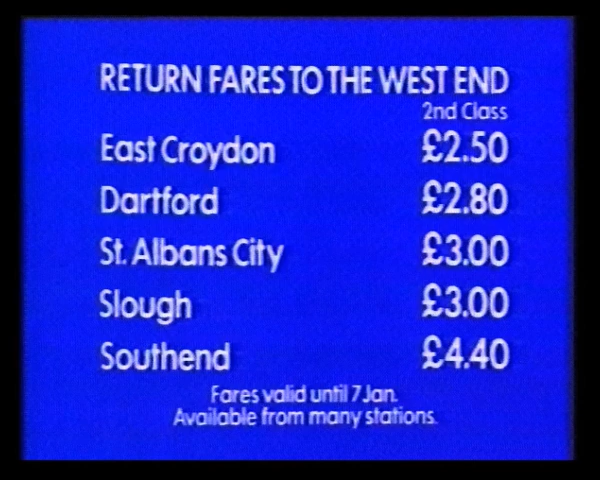 RETURN FARES TO THE WEST END
2nd Class
East Croydon £2.50
Dartford £2.80
St. Albans City £3.00
Slough £3.00
Southend £4.40
Fares valid until 7 Jan.
Available from many stations.